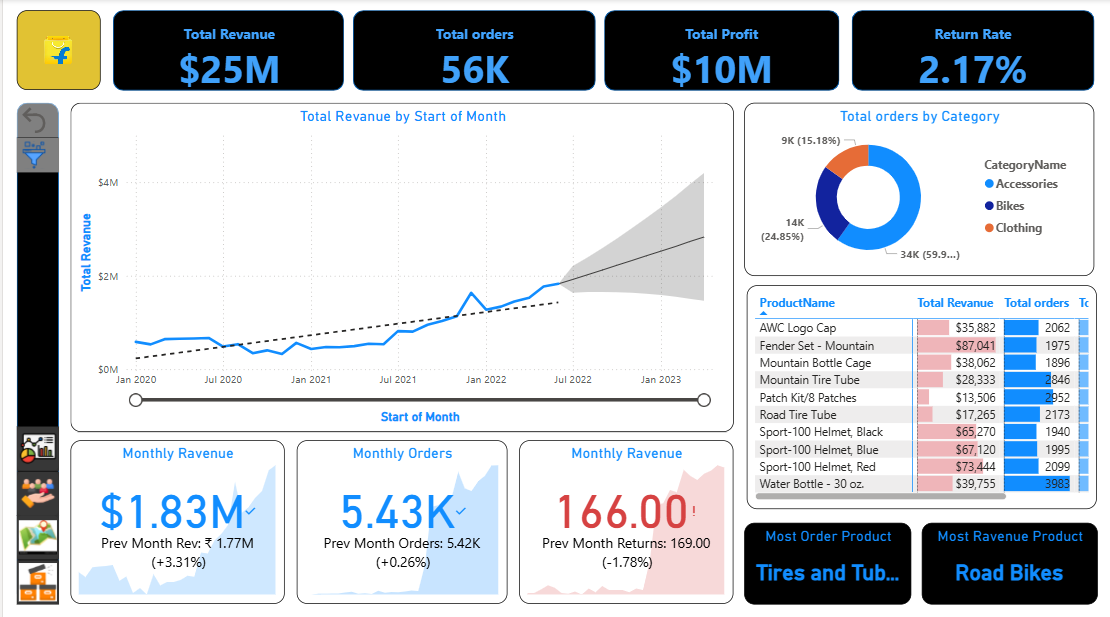 Total Revanue
$25M
Total orders
56K
Total Profit
$10M
Return Rate
2.17%
Total Revanue by Start of Month
Total Revanue
$4M
$2M
$0M
Jan 2020 Jul 2020 Jan 2021 Jul 2021 Jan 2022 Jul 2022 Jan 2023
Start of Month
Total orders by Category
9K (15.18%)
14K
(24.85%)
34K (59.9...)
CategoryName
Accessories
Bikes
Clothing
ProductName Total Revanue Total orders Tc
AWC Logo Cap $35,882 2062
Fender Set - Mountain $87,041 1975
Mountain Bottle Cage $38,062 1896
Mountain Tire Tube $28,333 2846
Patch Kit/8 Patches $13,506 2952
Road Tire Tube $17,265 2173
Sport-100 Helmet, Black $65,270 1940
Sport-100 Helmet, Blue $67,120 1995
Sport-100 Helmet, Red $73,444 2099
Water Bottle - 30 oz. $39,755 3983
Monthly Ravenue
$1.83M
Prev Month Rev: ₹ 1.77M
(+3.31%)
Monthly Orders
5.43K
Prev Month Orders: 5.42K
(+0.26%)
Monthly Ravenue
166.00!
Prev Month Returns: 169.00
(-1.78%)
Most Order Product
Tires and Tub...
Most Ravenue Product
Road Bikes